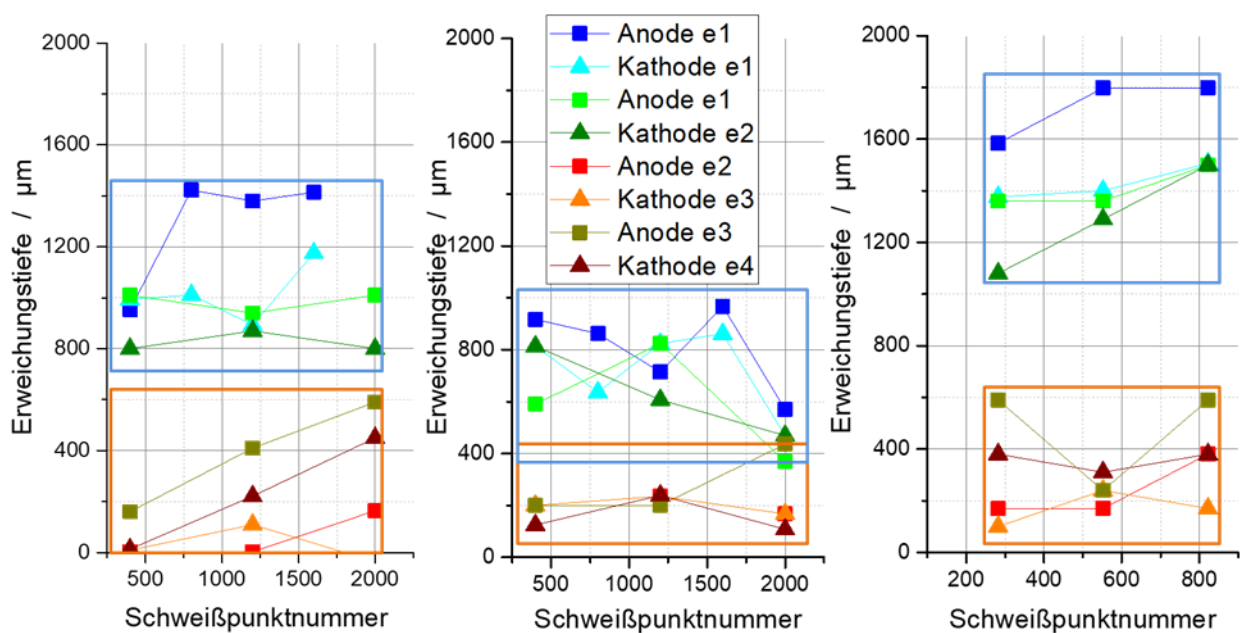 Erweichungstiefe / µm
2000
1600
1200
800
400
0
500 1000 1500 2000
Schweißpunktnummer
Erweichungstiefe / µm
2000
1600
1200
800
400
0
500 1000 1500 2000
Schweißpunktnummer
Anode e1
Kathode e1
Anode e1
Kathode e2
Anode e2
Kathode e3
Anode e3
Kathode e4
Erweichungstiefe / µm
2000
1600
1200
800
400
0
200 400 600 800
Schweißpunktnummer